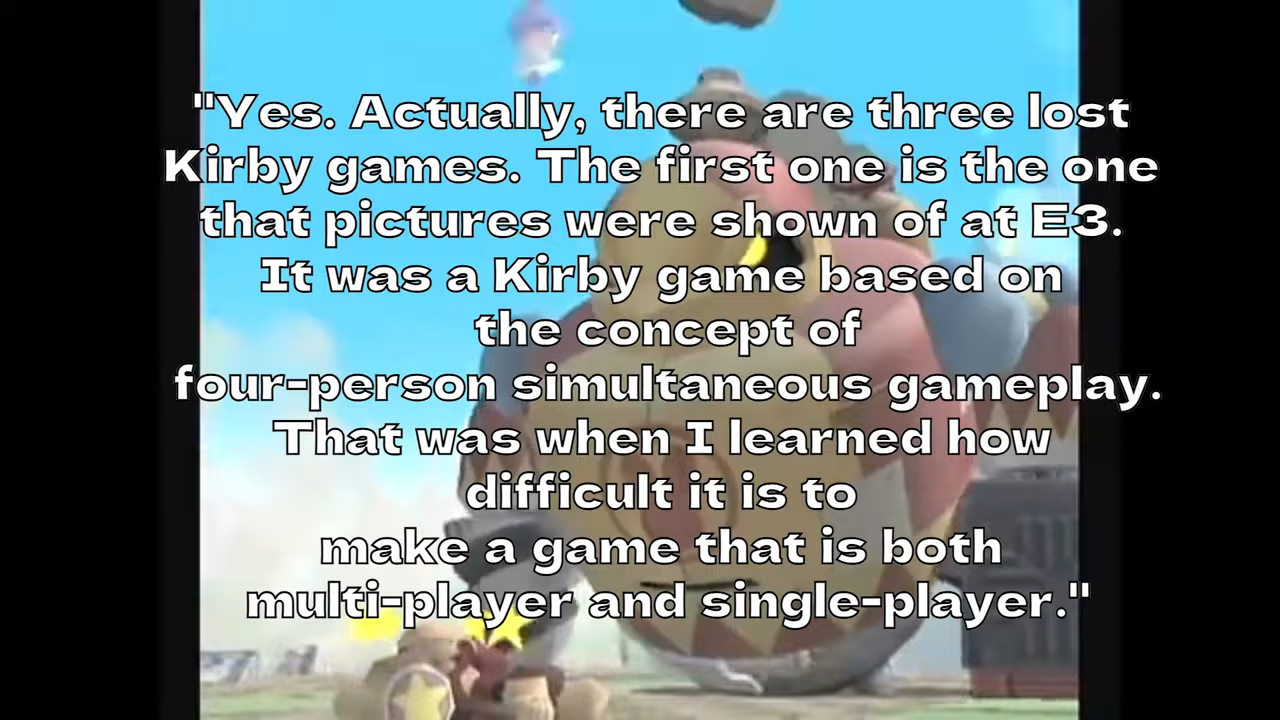 "Yes. Actually, there are three lost
Kirby games. The first one is the one
that pictures were shown of at E3.
It was a Kirby game based on
the concept of
four-person simultaneous gameplay.
That was when I learned how
difficult it is to
make a game that is both
multi-player and single-player."